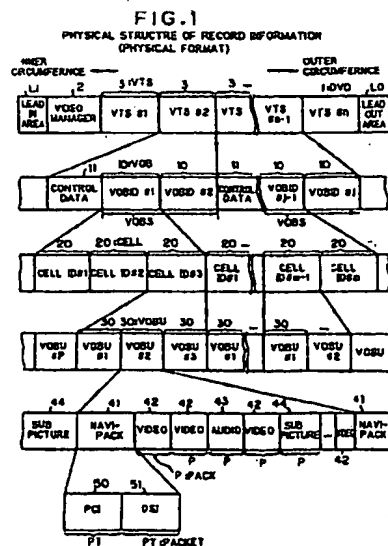 FIG.1
PHYSICAL STRUCTRE OF RECORD INFORMATION
(PHYSICAL FORMAT)
INNER CIRCUMFERNCE
OUTER CIRCUMFERENCE
LI 2 3:VTS 3 3 1:DVD LO
LEAD IN AREA VIDEO MANAGER VTS #1 VTS #2 VTS VTS #n-1 VTS #n LEAD OUT AREA
11 10:VOB 10 11 10 10
CONTROL DATA VOBID #1 VOBID #2 CONTROL DATA VOBID #j-1 VOBID #j
VOBS VOBS
20 20:CELL 20 20 20 20
CELL ID#1 CELL ID#2 CELL ID#3 CELL ID#1 CELL ID#m-1 CELL ID#m
30 30:VOBU 30 30 30
VOBU #P VOBU #1 VOBU #2 VOBU #3 VOBU #1 VOBU #1 VOBU #2 VOBU
44 41 42 42 43 42 44 41
SUB PICTURE NAVI-PACK VIDEO VIDEO AUDIO VIDEO SUB PICTURE VIDEO NAVI-PACK
42
P P P P
P:PACK
50 51
PCI DSI
PT PT:PACKET